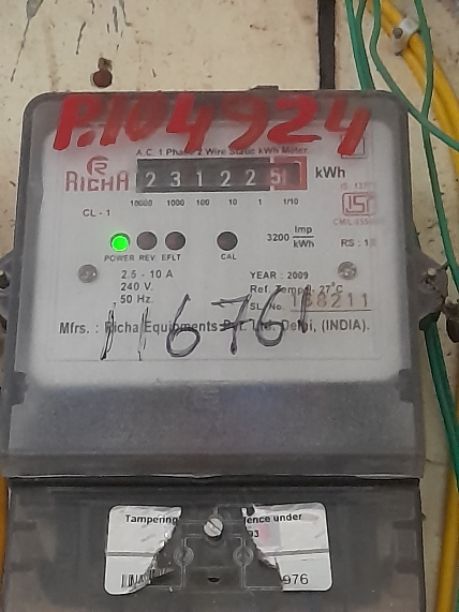 P.104924
A.C. 1 Phase 2 Wire Static kWh Meter
RICHA 2 3 1 2 2 5 kWh
10000 1000 100 10 1 1/10
CL - 1
3200 Imp/kWh
RS :
POWER REV. EFLT CAL
2.5 - 10 A YEAR : 2009
240 V. Ref. Temp. 27°C
50 Hz. SL. No. 138211
Mfrs. : Richa Equipments Pvt. Ltd. Delhi, (INDIA).
116761
Tampering
under
976